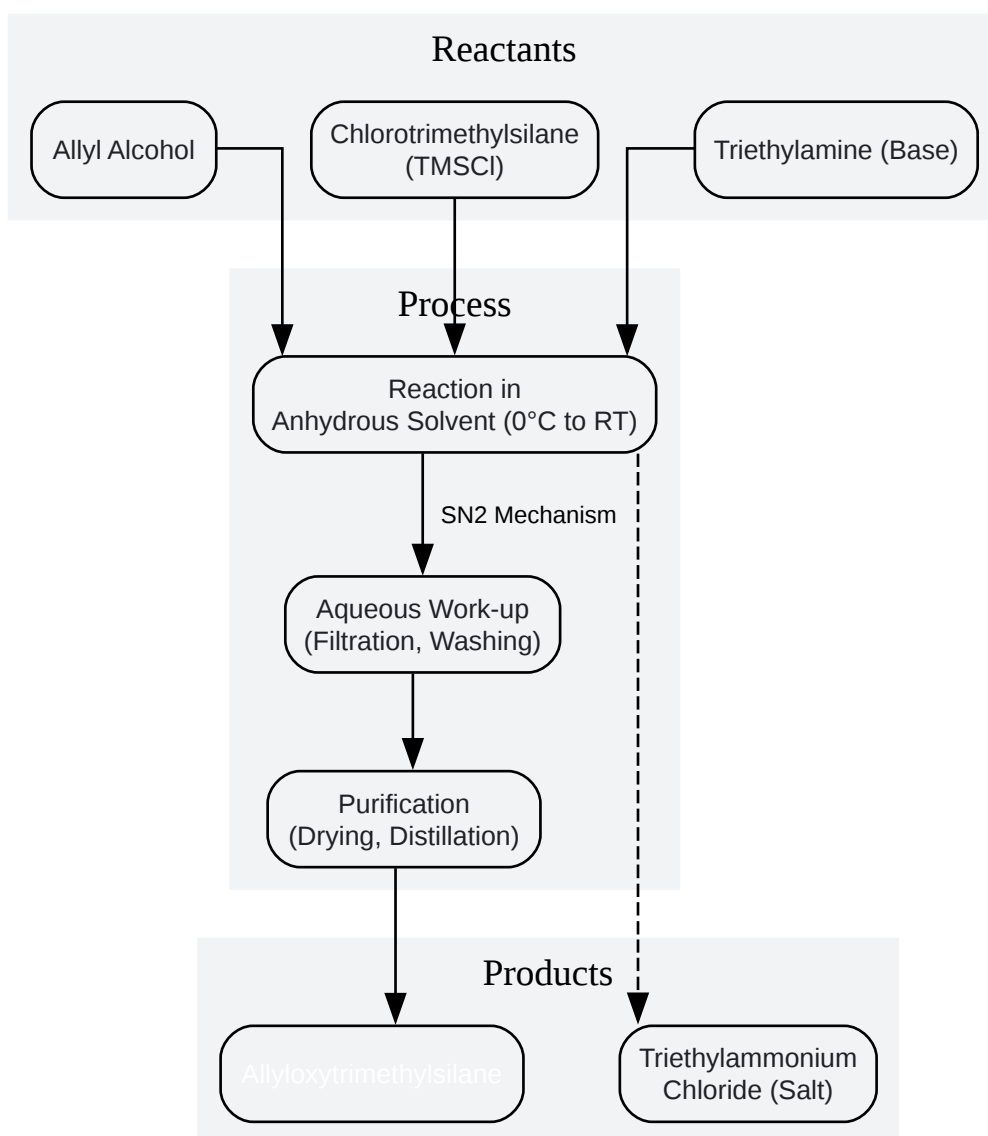 Reactants
Allyl Alcohol
Chlorotrimethylsilane
(TMSCl)
Triethylamine (Base)
Process
Reaction in
Anhydrous Solvent (0°C to RT)
SN2 Mechanism
Aqueous Work-up
(Filtration, Washing)
Purification
(Drying, Distillation)
Products
Allyloxytrimethylsilane
Triethylammonium
Chloride (Salt)